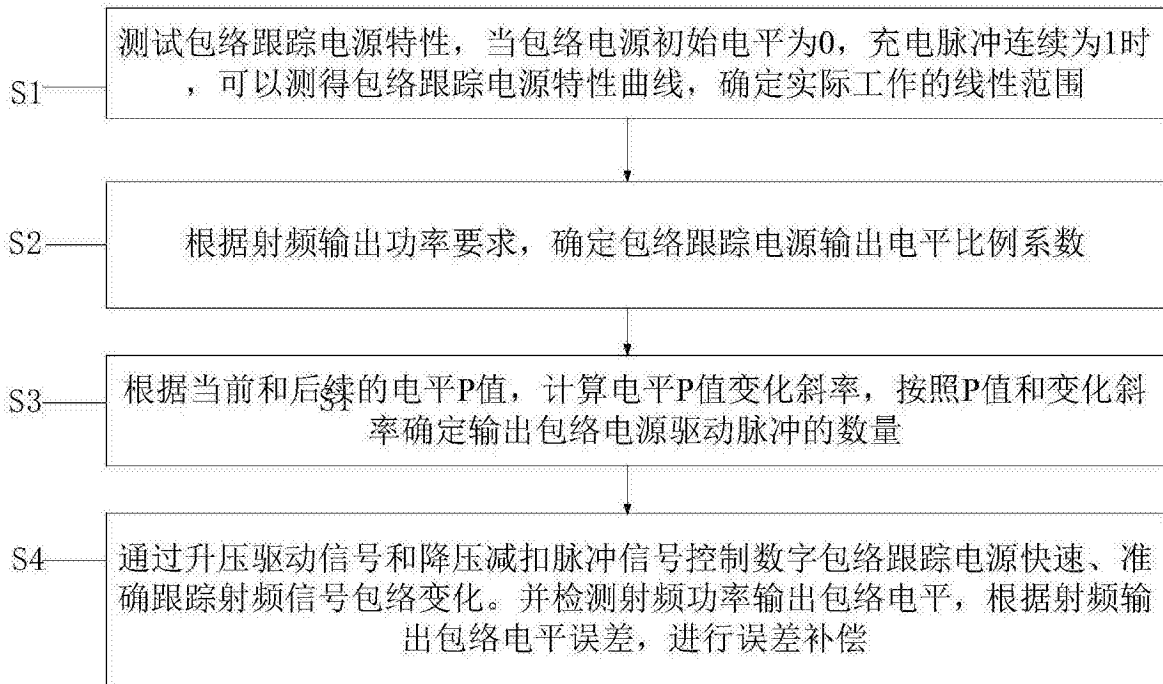 测试包络跟踪电源特性，当包络电源初始电平为0，充电脉冲连续为1时
，可以测得包络跟踪电源特性曲线，确定实际工作的线性范围
S1
根据射频输出功率要求，确定包络跟踪电源输出电平比例系数
S2
根据当前和后续的电平P值，计算电平P值变化斜率，按照P值和变化斜
率确定输出包络电源驱动脉冲的数量
S3
S1
通过升压驱动信号和降压减扣脉冲信号控制数字包络跟踪电源快速、准
确跟踪射频信号包络变化。并检测射频功率输出包络电平，根据射频输
出包络电平误差，进行误差补偿
S4